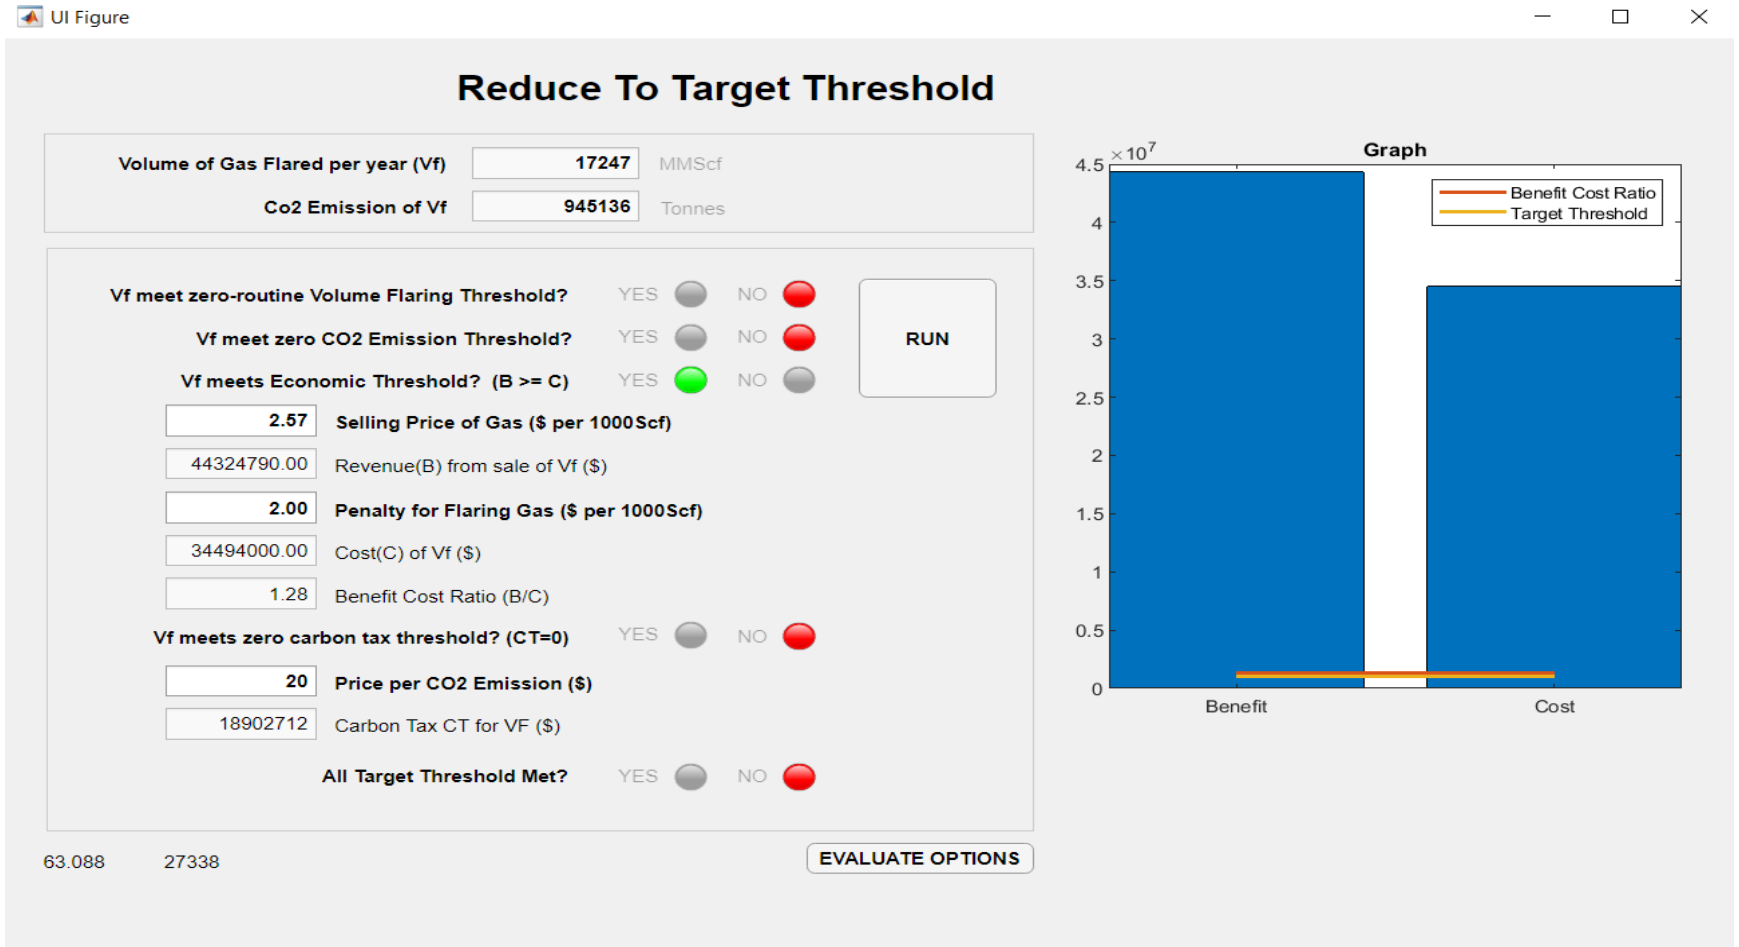 UI Figure
Reduce To Target Threshold
Volume of Gas Flared per year (Vf) 17247 MMScf
Co2 Emission of Vf 945136 Tonnes
Vf meet zero-routine Volume Flaring Threshold? YES NO
Vf meet zero CO2 Emission Threshold? YES NO
Vf meets Economic Threshold? (B >= C) YES NO
RUN
2.57 Selling Price of Gas ($ per 1000Scf)
44324790.00 Revenue(B) from sale of Vf ($)
2.00 Penalty for Flaring Gas ($ per 1000Scf)
34494000.00 Cost(C) of Vf ($)
1.28 Benefit Cost Ratio (B/C)
Vf meets zero carbon tax threshold? (CT=0) YES NO
20 Price per CO2 Emission ($)
18902712 Carbon Tax CT for VF ($)
All Target Threshold Met? YES NO
63.088 27338
EVALUATE OPTIONS
Graph
×10⁷
4.5
4
3.5
3
2.5
2
1.5
1
0.5
0
Benefit Cost Ratio
Target Threshold
Benefit Cost